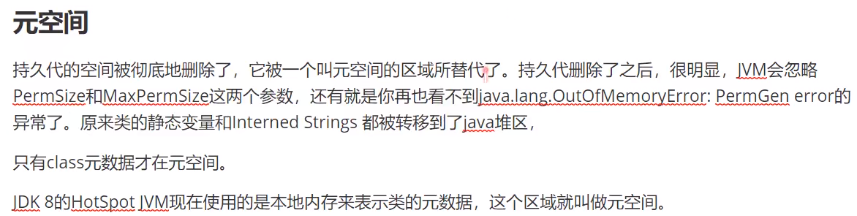 元空间
持久代的空间被彻底地删除了，它被一个叫元空间的区域所替代了。持久代删除了之后，很明显，JVM会忽略
PermSize和MaxPermSize这两个参数，还有就是你再也看不到java.lang.OutOfMemoryError: PermGen error的
异常了。原来类的静态变量和Interned Strings 都被转移到了java堆区，
只有class元数据才在元空间。
JDK 8的HotSpot JVM现在使用的是本地内存来表示类的元数据，这个区域就叫做元空间。